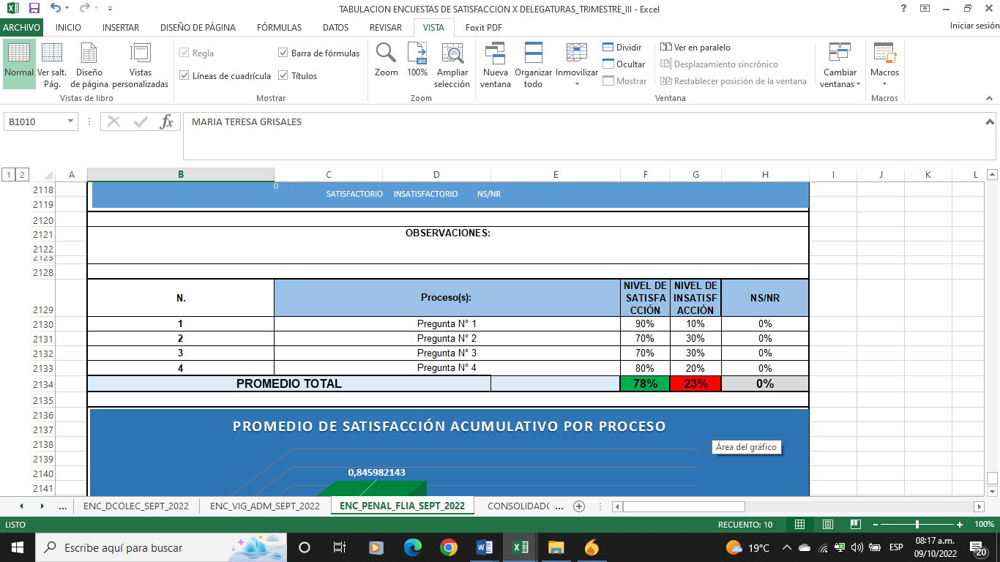 TABULACION ENCUESTAS DE SATISFACCION X DELEGATURAS_TRIMESTRE_III - Excel
ARCHIVO INICIO INSERTAR DISEÑO DE PÁGINA FÓRMULAS DATOS REVISAR VISTA Foxit PDF Iniciar sesión
Normal
Ver salt. Pág.
Diseño de página
Vistas personalizadas
Vistas de libro
Regla
Barra de fórmulas
Líneas de cuadrícula
Títulos
Mostrar
Zoom
100%
Ampliar selección
Zoom
Nueva ventana
Organizar todo
Inmovilizar
Dividir
Ocultar
Mostrar
Ver en paralelo
Desplazamiento sincrónico
Restablecer posición de la ventana
Cambiar ventanas
Ventana
Macros
Macros
B1010 fx MARIA TERESA GRISALES
1 2 A B C D E F G H I J K L
2118 0 SATISFACTORIO INSATISFACTORIO NS/NR
2119
2120
2121 OBSERVACIONES:
2122
2123
2128
2129 N. Proceso(s): NIVEL DE SATISFACCIÓN NIVEL DE INSATISFACCIÓN NS/NR
2130 1 Pregunta N° 1 90% 10% 0%
2131 2 Pregunta N° 2 70% 30% 0%
2132 3 Pregunta N° 3 70% 30% 0%
2133 4 Pregunta N° 4 80% 20% 0%
2134 PROMEDIO TOTAL 78% 23% 0%
2135
2136
2137 PROMEDIO DE SATISFACCIÓN ACUMULATIVO POR PROCESO
2138 Área del gráfico
2139
2140 0,845982143
2141
... ENC_DCOLEC_SEPT_2022 ENC_VIG_ADM_SEPT_2022 ENC_PENAL_FLIA_SEPT_2022 CONSOLIDADO ...
LISTO RECUENTO: 10 100%
Escribe aquí para buscar 19°C ESP 08:17 a.m.
09/10/2022 20